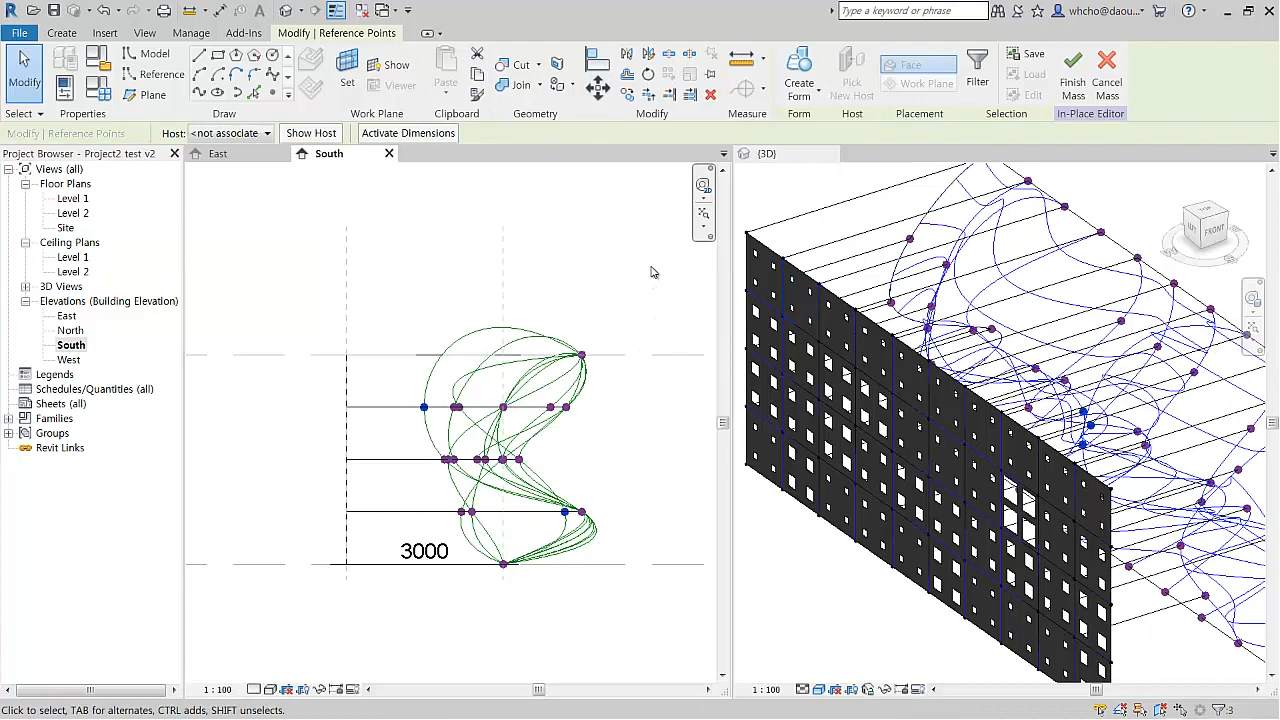 Type a keyword or phrase
whcho@daou...
File Create Insert View Manage Add-Ins Modify | Reference Points
Modify
Model
Reference
Plane
Set
Show
Viewer
Paste
Cut
Join
Create Form
Pick New Host
Face
Work Plane
Filter
Save
Load
Edit
Finish Mass
Cancel Mass
Select Properties Draw Work Plane Clipboard Geometry Modify Measure Form Host Placement Selection In-Place Editor
Modify | Reference Points Host: <not associate Show Host Activate Dimensions
Project Browser - Project2 test v2
East
South
{3D}
Views (all)
Floor Plans
Level 1
Level 2
Site
Ceiling Plans
Level 1
Level 2
3D Views
Elevations (Building Elevation)
East
North
South
West
Legends
Schedules/Quantities (all)
Sheets (all)
Families
Groups
Revit Links
3000
TOP
FRONT
1 : 100
1 : 100
Click to select, TAB for alternates, CTRL adds, SHIFT unselects.
:3